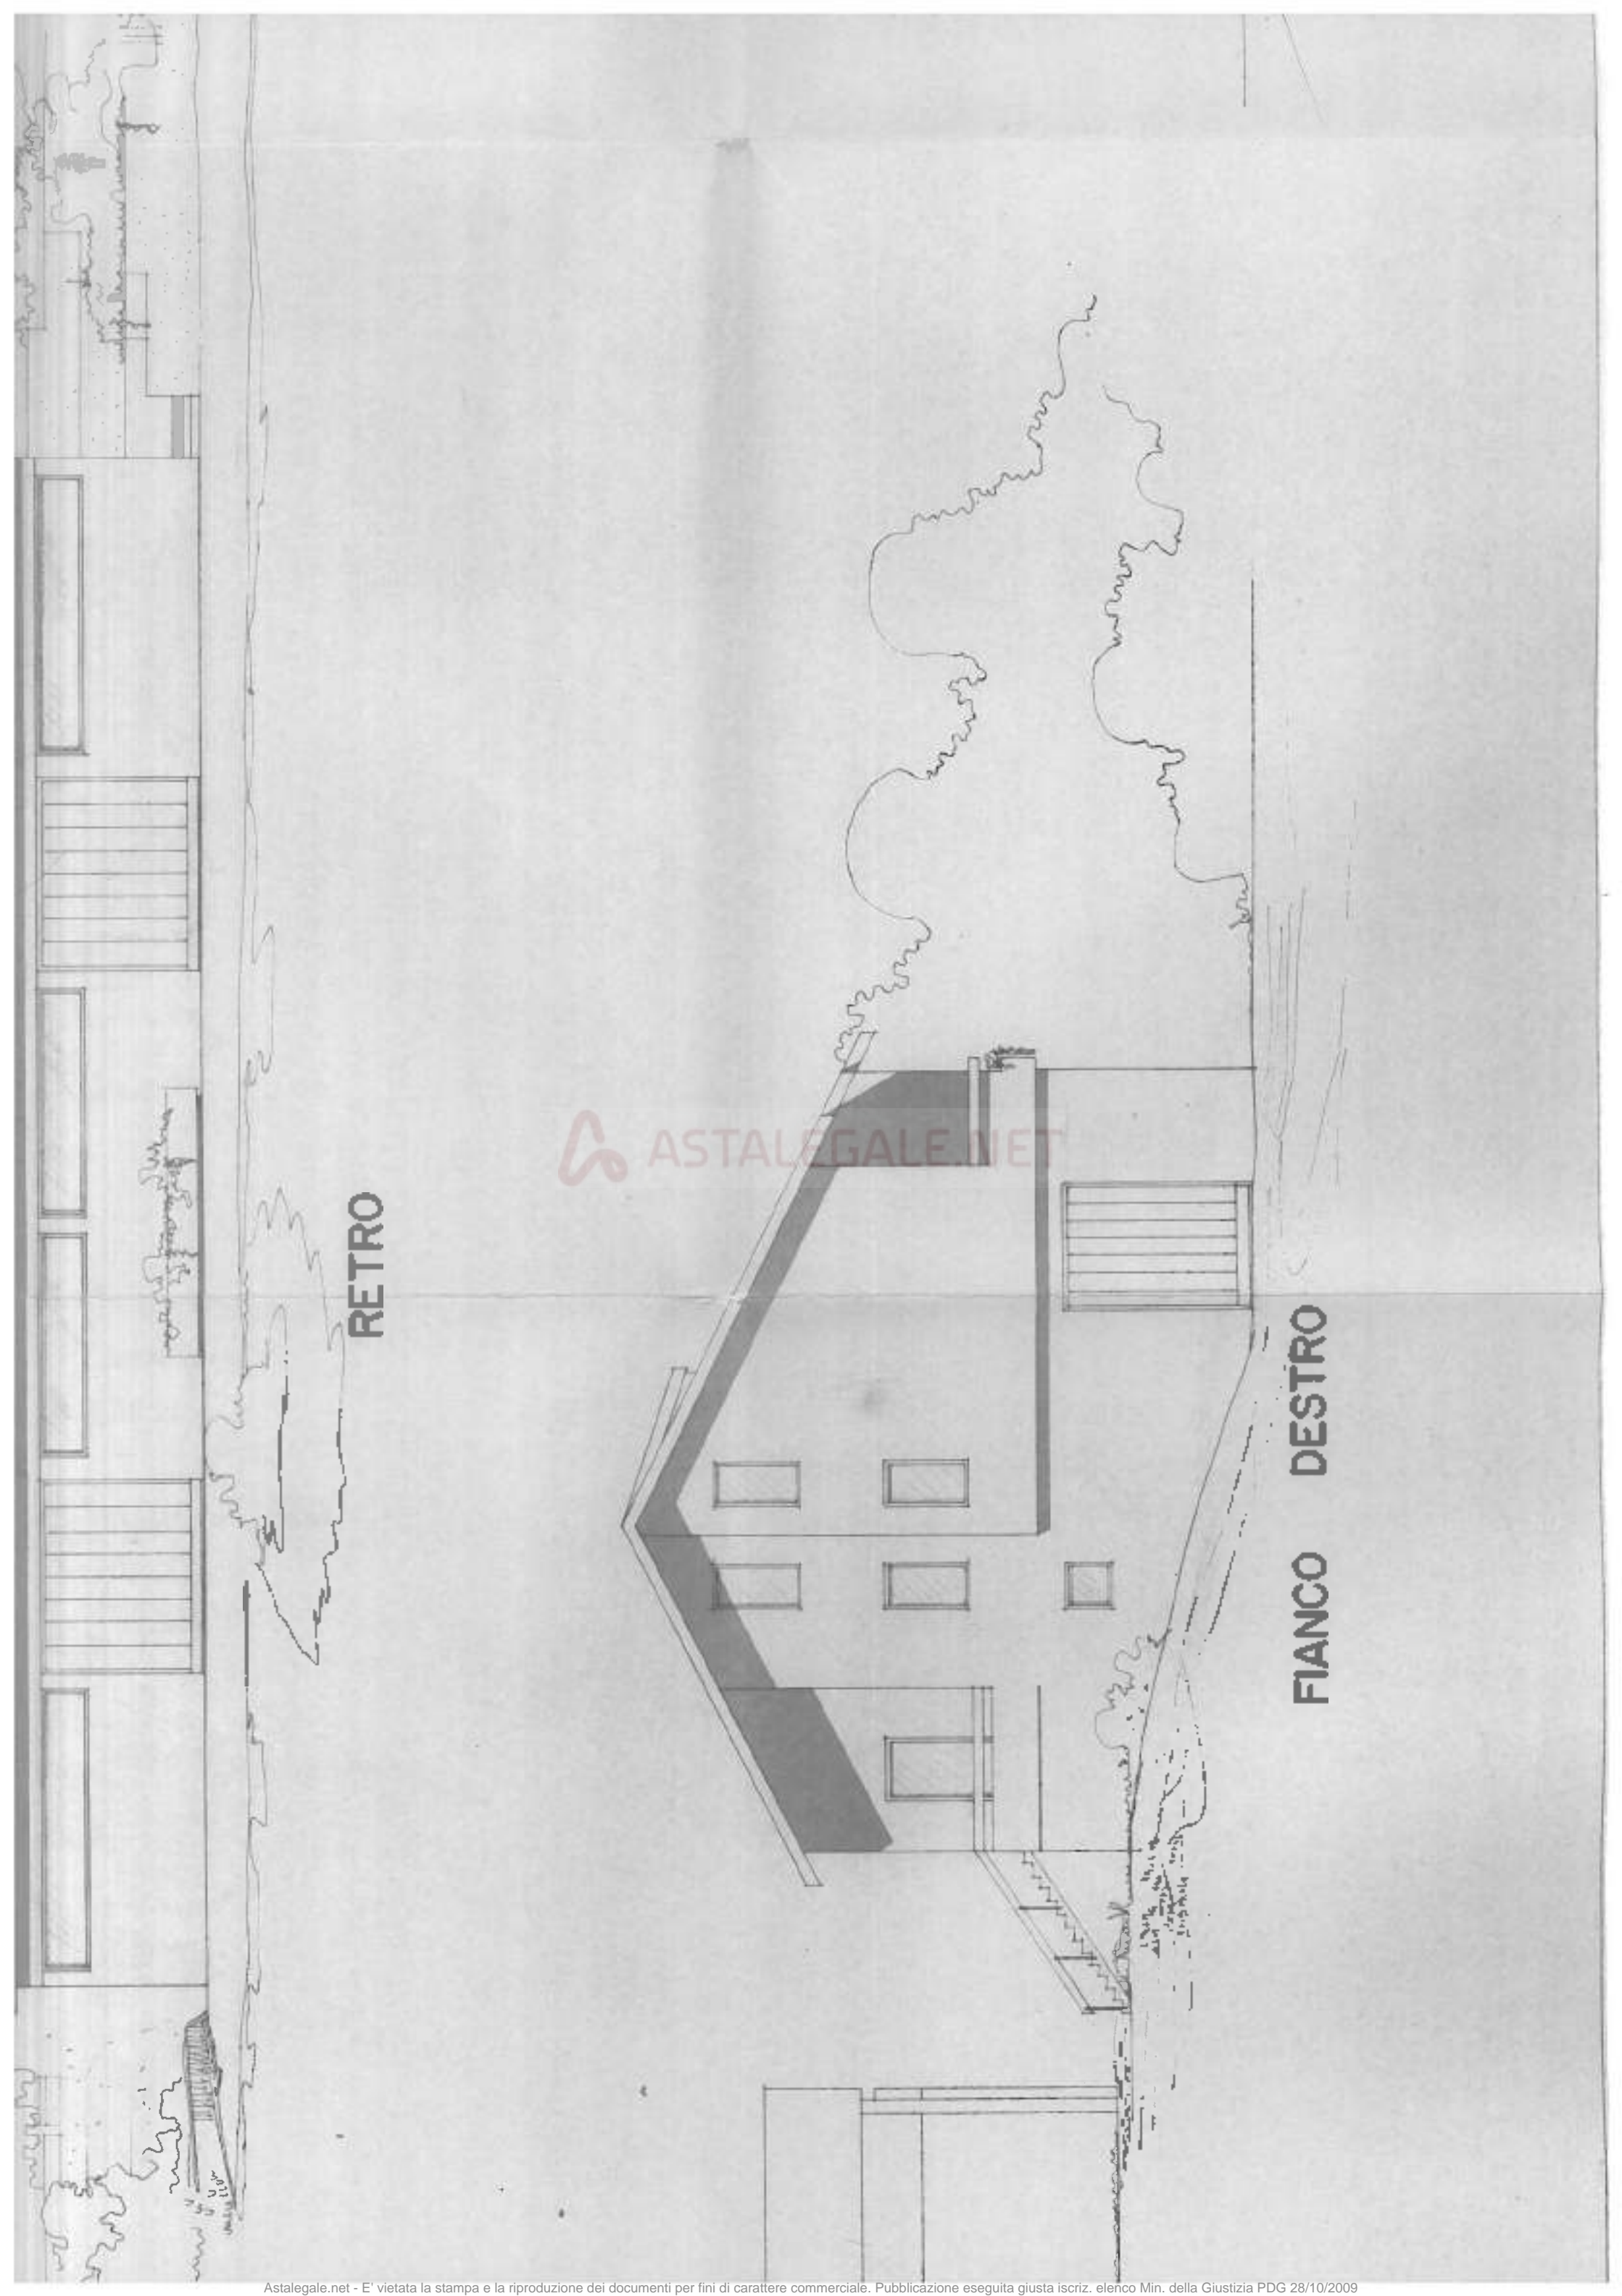 RETRO
ASTALEGALE.NET
FIANCO DESTRO
Astalegale.net - E' vietata la stampa e la riproduzione dei documenti per fini di carattere commerciale. Pubblicazione eseguita giusta iscriz. elenco Min. della Giustizia PDG 28/10/2009